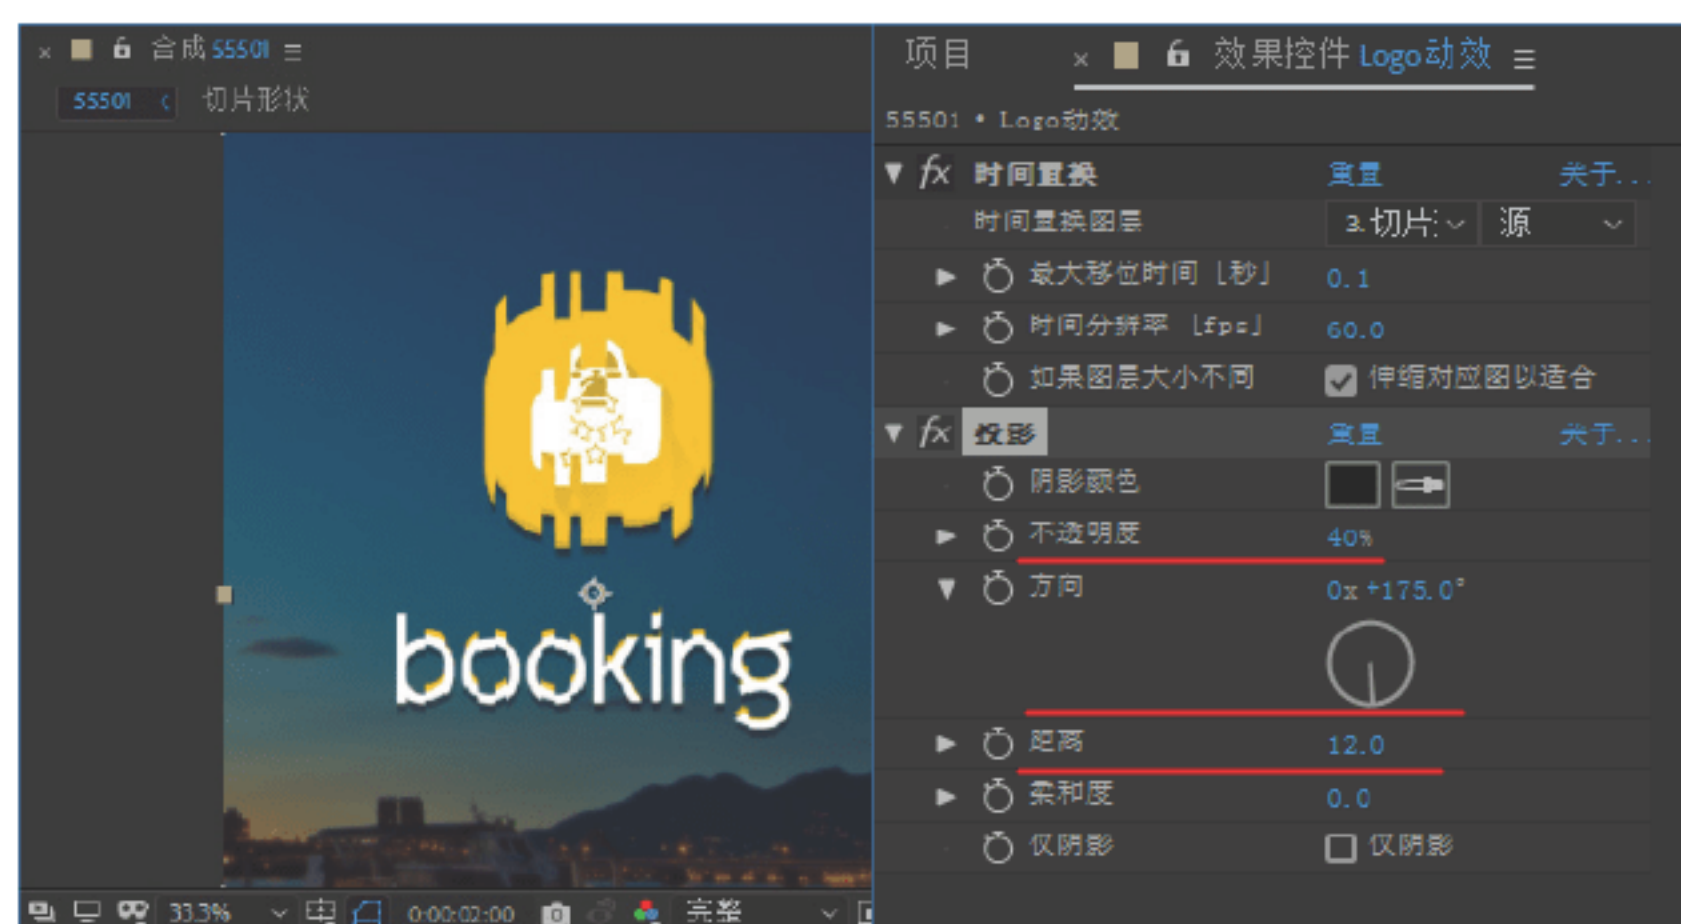 合成 55501
55501 切片形状
booking
33.3% 0:00:02:00 完整
项目 效果控件 Logo动效
55501 • Logo动效
fx 时间置换 重置 关于...
时间置换图层 3.切片 源
最大移位时间 [秒] 0.1
时间分辨率 [fps] 60.0
如果图层大小不同 伸缩对应图以适合
fx 投影 重置 关于...
阴影颜色
不透明度 40%
方向 0x +175.0°
距离 12.0
柔和度 0.0
仅阴影 仅阴影